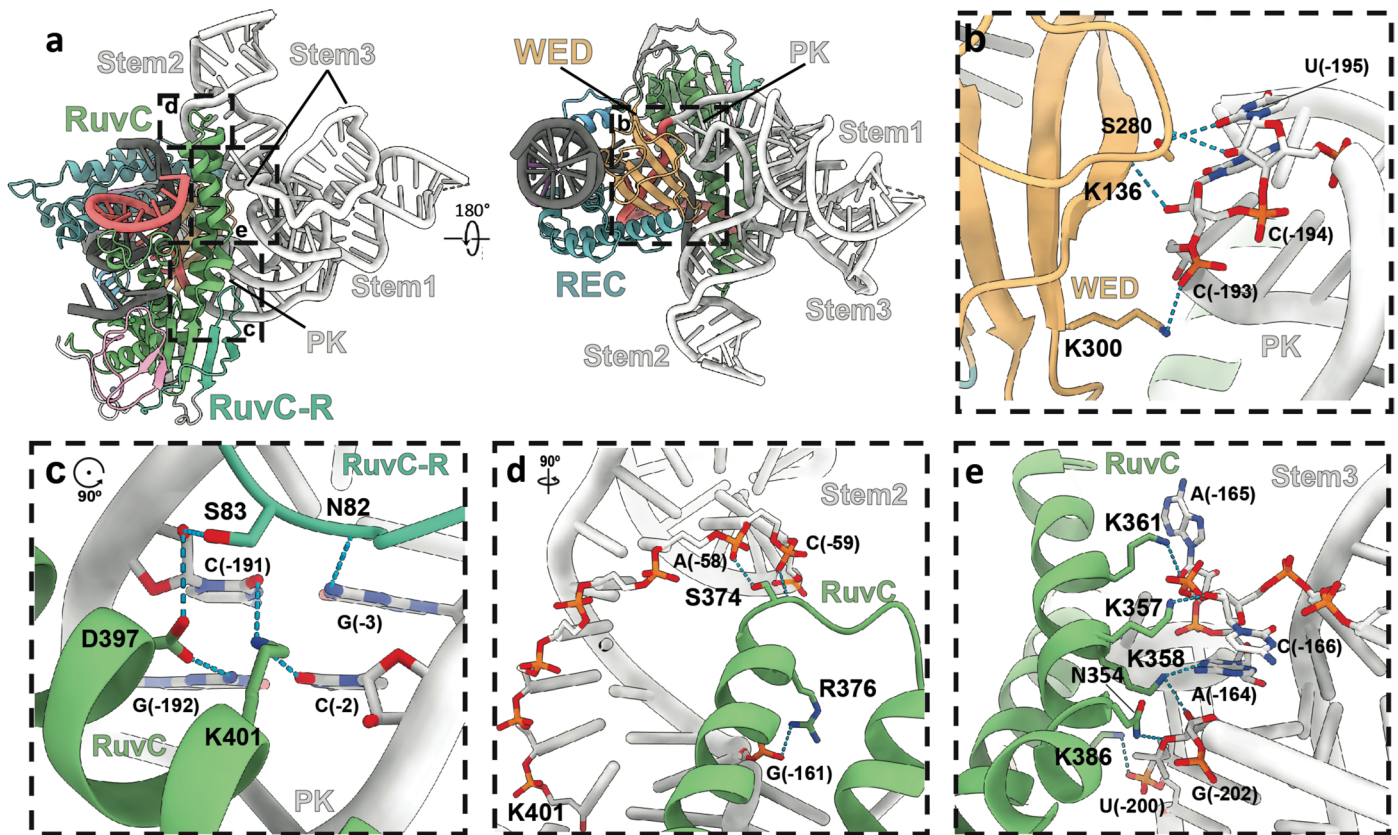 a
Stem2
Stem3
d
RuvC
e
Stem1
c
PK
RuvC-R
180°
WED
PK
b
Stem1
REC
Stem3
Stem2
b
U(-195)
S280
K136
C(-194)
WED
C(-193)
K300
PK
c
90°
RuvC-R
S83
N82
C(-191)
G(-3)
D397
G(-192)
C(-2)
RuvC
K401
PK
d
90°
Stem2
A(-58)
C(-59)
S374
RuvC
R376
G(-161)
K401
e
RuvC
Stem3
A(-165)
K361
K357
K358
C(-166)
N354
A(-164)
K386
U(-200)
G(-202)